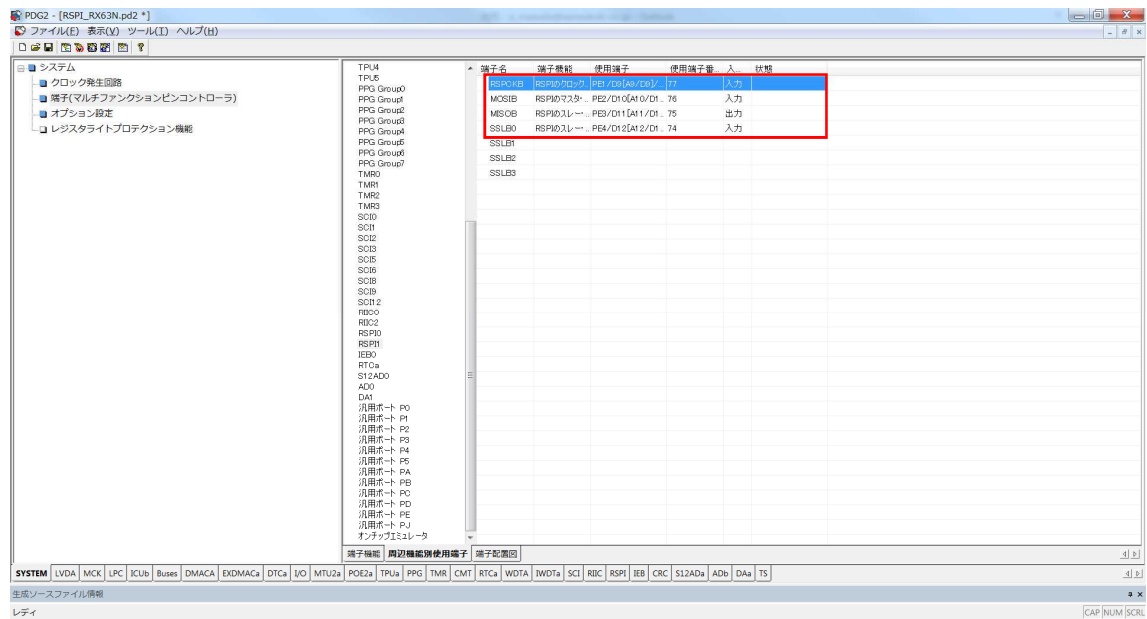 PDG2 - [RSPI_RX63N.pd2 *]
ファイル(F) 表示(V) ツール(T) ヘルプ(H)
システム
クロック発生回路
端子(マルチファンクションピンコントローラ)
オプション設定
レジスタライトプロテクション機能
TPU4
TPU5
PPG Group0
PPG Group1
PPG Group2
PPG Group3
PPG Group4
PPG Group5
PPG Group6
PPG Group7
TMR0
TMR1
TMR2
TMR3
SCI0
SCI1
SCI2
SCI3
SCI5
SCI6
SCI8
SCI9
SCI12
RIIC0
RIIC2
RSPI0
RSPI1
IEB0
RTCa
S12AD0
AD0
DA1
汎用ポート P0
汎用ポート P1
汎用ポート P2
汎用ポート P3
汎用ポート P4
汎用ポート P5
汎用ポート PA
汎用ポート PB
汎用ポート PC
汎用ポート PD
汎用ポート PE
汎用ポート PJ
オンチップエミュレータ
端子名 端子機能 使用端子 使用端子番... 入... 状態
RSPCKB RSPIのクロック... PE1/D9[A9/D9]/... 77 入力
MOSIB RSPIのマスタ・... PE2/D10[A10/D1... 76 入力
MISOB RSPIのスレー・... PE3/D11[A11/D1... 75 出力
SSLB0 RSPIのスレー・... PE4/D12[A12/D1... 74 入力
SSLB1
SSLB2
SSLB3
端子機能 周辺機能別使用端子 端子配置図
SYSTEM LVDA MCK LPC ICUb Buses DMACA EXDMACa DTCa I/O MTU2a POE2a TPUa PPG TMR CMT RTCa WDTA IWDTa SCI RIIC RSPI IEB CRC S12ADa ADb DAa TS
生成ソースファイル情報
レディ
CAP NUM SCRL